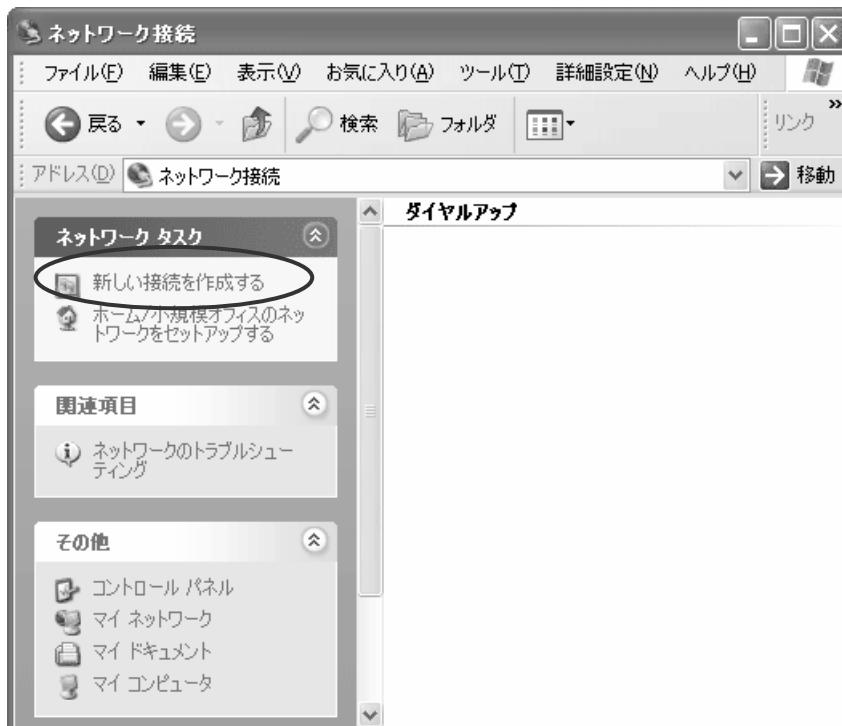 ネットワーク接続
ファイル(F) 編集(E) 表示(V) お気に入り(A) ツール(T) 詳細設定(N) ヘルプ(H)
戻る 検索 フォルダ リンク »
アドレス(D) ネットワーク接続 移動
ダイヤルアップ
ネットワーク タスク
新しい接続を作成する
ホーム/小規模オフィスのネッ
トワークをセットアップする
関連項目
ネットワークのトラブルシュー
ティング
その他
コントロール パネル
マイ ネットワーク
マイ ドキュメント
マイ コンピュータ